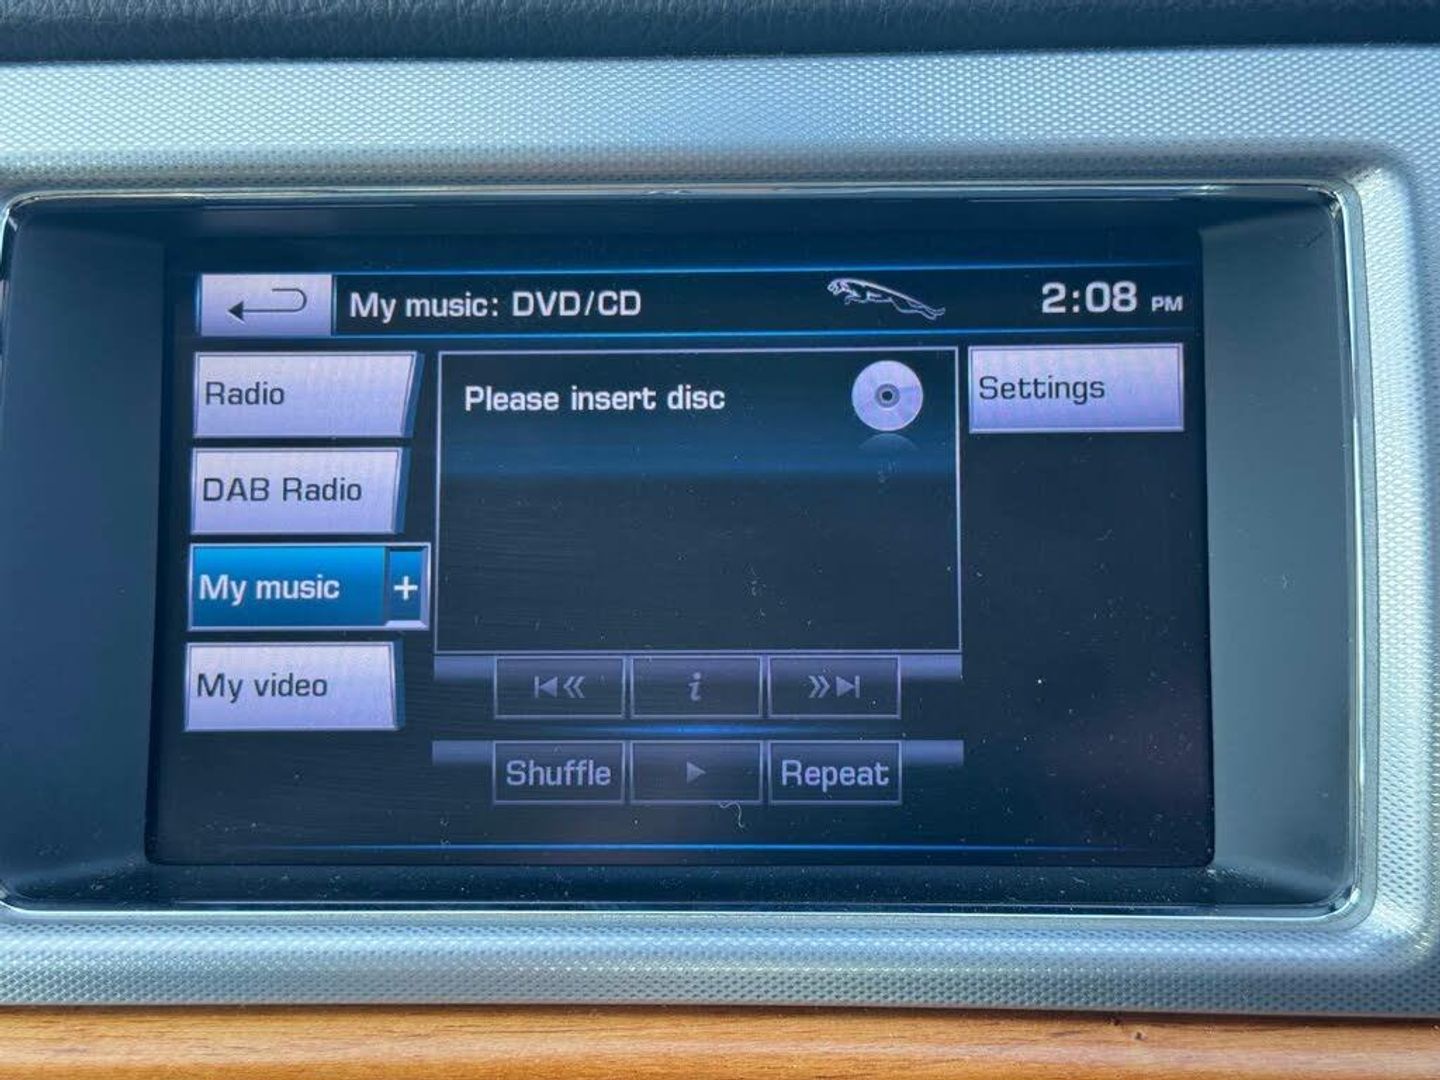 My music: DVD/CD
2:08 PM
Radio
DAB Radio
My music +
My video
Please insert disc
Settings
i
Shuffle
Repeat